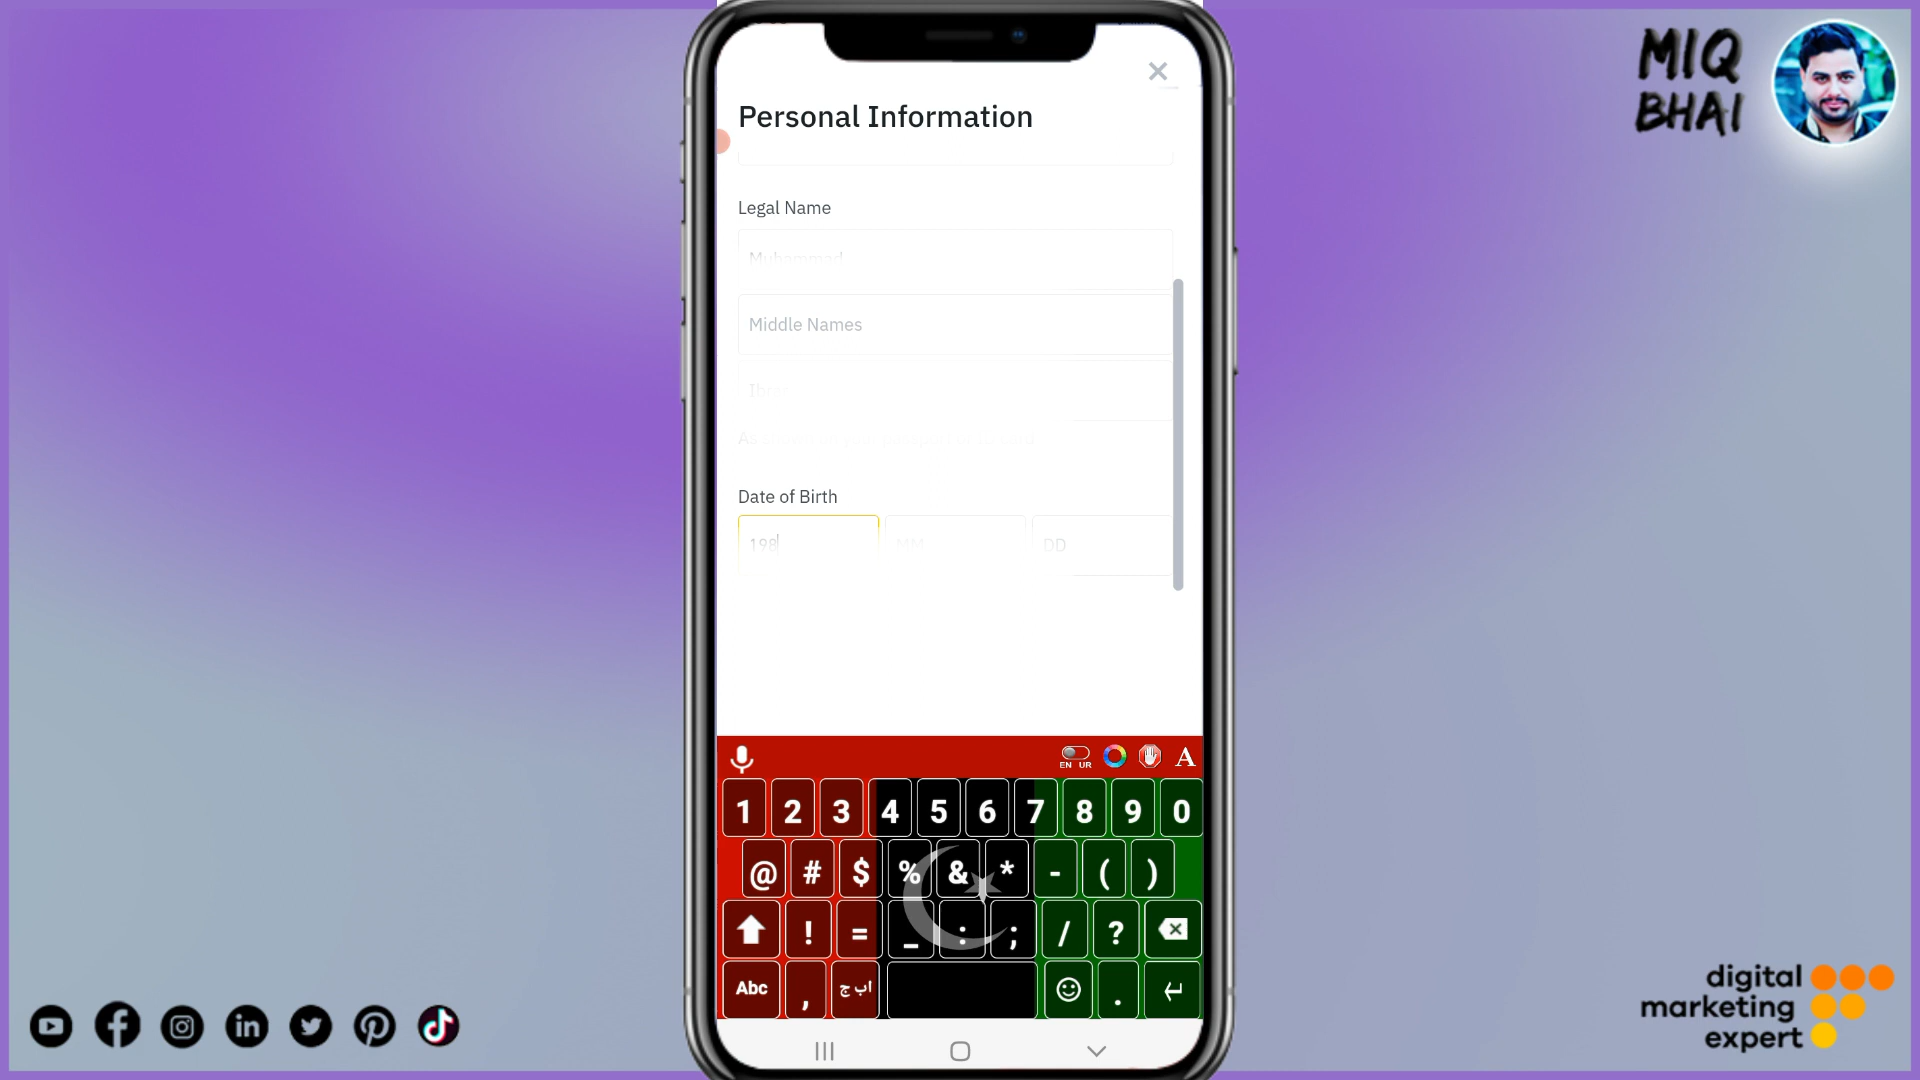 MIQ
BHAI
Personal Information
Legal Name
Muhammad
Middle Names
Date of Birth
198 MM DD
EN UR A
1 2 3 4 5 6 7 8 9 0
@ # $ % & * - ( )
! = _ : ; / ?
Abc , ا ب ج .
digital
marketing
expert